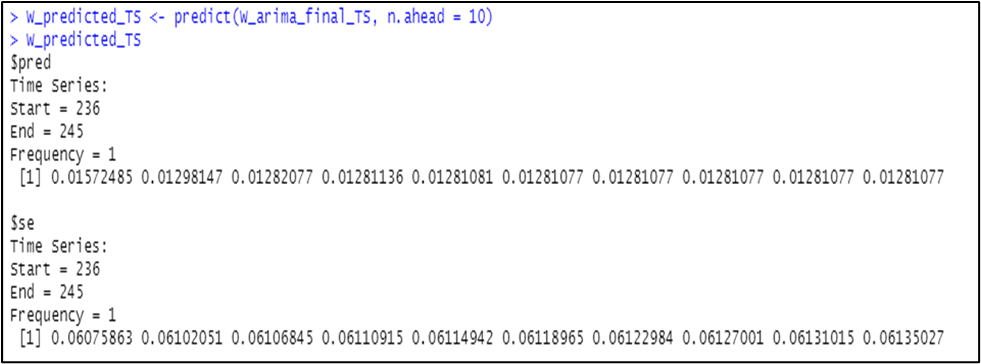 > W_predicted_TS <- predict(W_arima_final_TS, n.ahead = 10)
> W_predicted_TS
$pred
Time Series:
Start = 236
End = 245
Frequency = 1
[1] 0.01572485 0.01298147 0.01282077 0.01281136 0.01281081 0.01281077 0.01281077 0.01281077 0.01281077 0.01281077
$se
Time Series:
Start = 236
End = 245
Frequency = 1
[1] 0.06075863 0.06102051 0.06106845 0.06110915 0.06114942 0.06118965 0.06122984 0.06127001 0.06131015 0.06135027